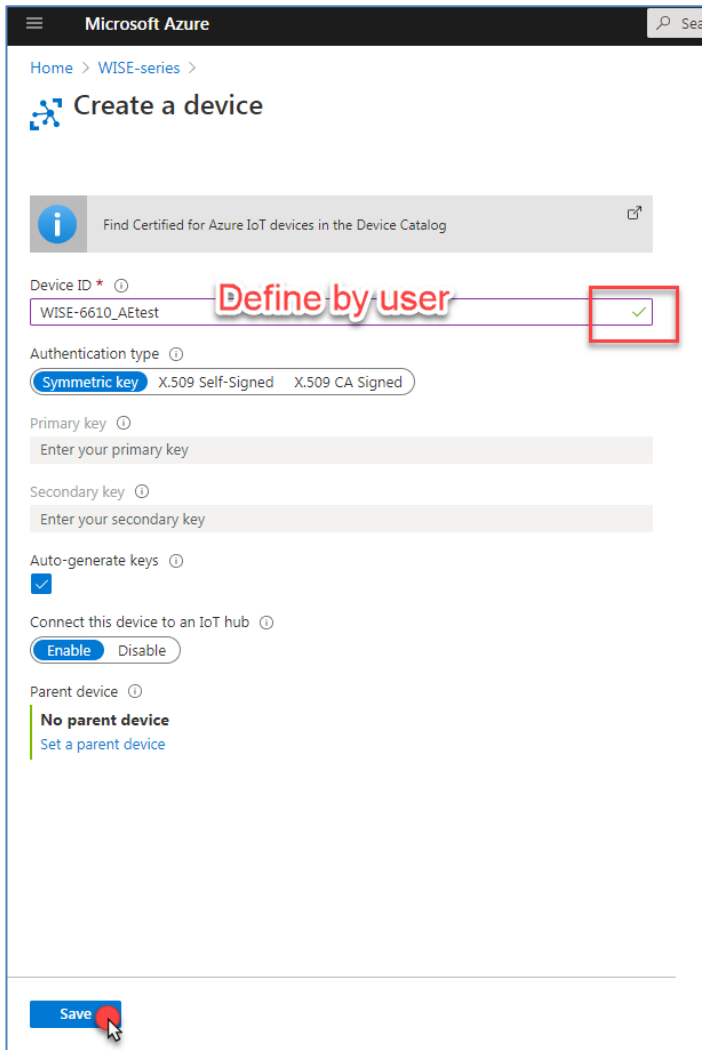 Microsoft Azure
Sea
Home > WISE-series >
Create a device
Find Certified for Azure IoT devices in the Device Catalog
Device ID *
Define by user
WISE-6610_AEtest
Authentication type
Symmetric key X.509 Self-Signed X.509 CA Signed
Primary key
Enter your primary key
Secondary key
Enter your secondary key
Auto-generate keys
Connect this device to an IoT hub
Enable Disable
Parent device
No parent device
Set a parent device
Save